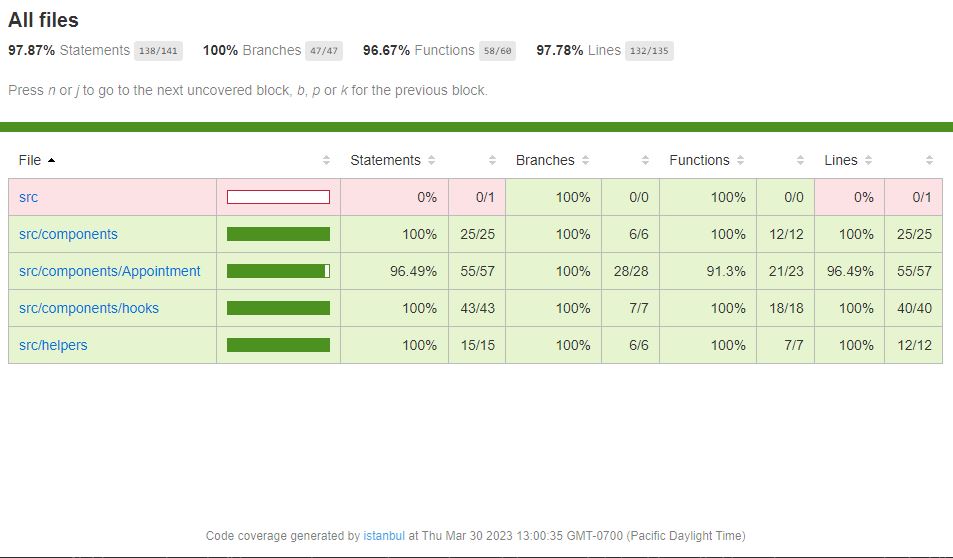 All files
97.87% Statements 138/141 100% Branches 47/47 96.67% Functions 58/60 97.78% Lines 132/135
Press n or j to go to the next uncovered block, b, p or k for the previous block.
File Statements Branches Functions Lines
src 0% 0/1 100% 0/0 100% 0/0 0% 0/1
src/components 100% 25/25 100% 6/6 100% 12/12 100% 25/25
src/components/Appointment 96.49% 55/57 100% 28/28 91.3% 21/23 96.49% 55/57
src/components/hooks 100% 43/43 100% 7/7 100% 18/18 100% 40/40
src/helpers 100% 15/15 100% 6/6 100% 7/7 100% 12/12
Code coverage generated by istanbul at Thu Mar 30 2023 13:00:35 GMT-0700 (Pacific Daylight Time)